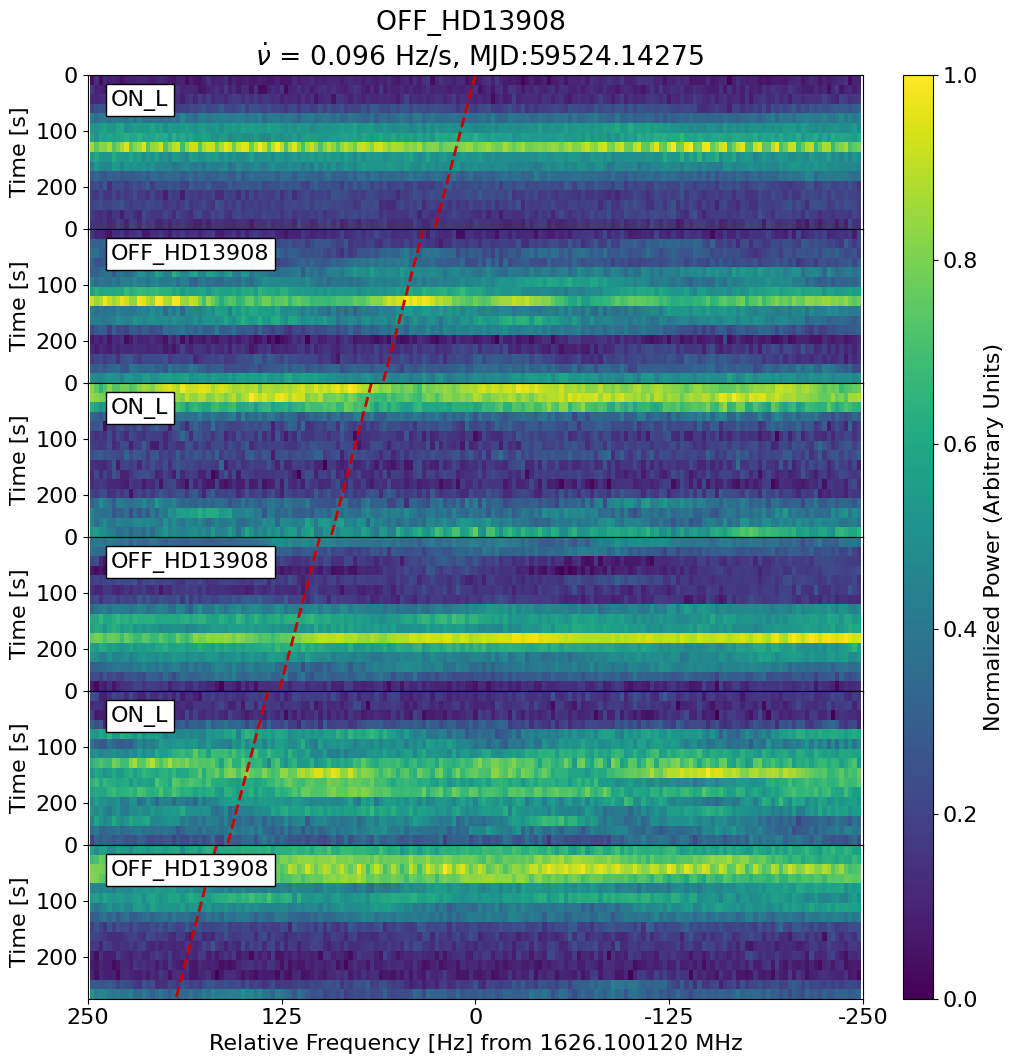 OFF_HD13908
ν̇ = 0.096 Hz/s, MJD:59524.14275
ON_L
OFF_HD13908
ON_L
OFF_HD13908
ON_L
OFF_HD13908
Time [s]
Time [s]
Time [s]
Time [s]
Time [s]
Time [s]
0
100
200
0
100
200
0
100
200
0
100
200
0
100
200
0
100
200
250
125
0
-125
-250
Relative Frequency [Hz] from 1626.100120 MHz
1.0
0.8
0.6
0.4
0.2
0.0
Normalized Power (Arbitrary Units)